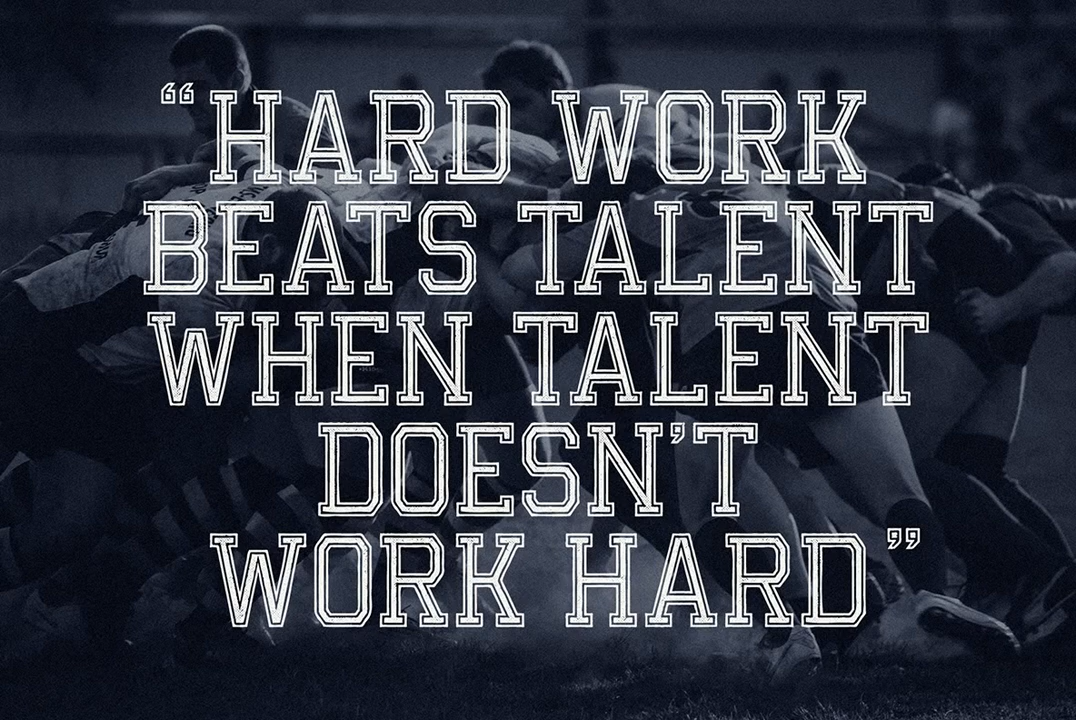 “HARD WORK
BEATS TALENT
WHEN TALENT
DOESN’T
WORK HARD”